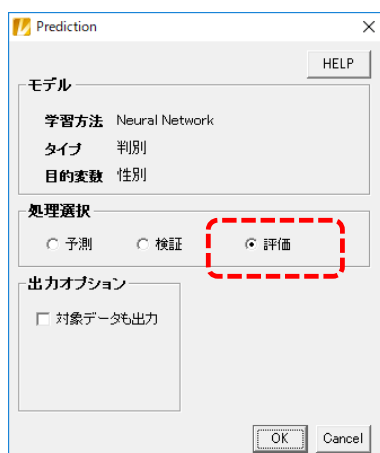 Prediction
HELP
モデル
学習方法 Neural Network
タイプ 判別
目的変数 性別
処理選択
予測 検証 評価
出力オプション
対象データも出力
OK Cancel